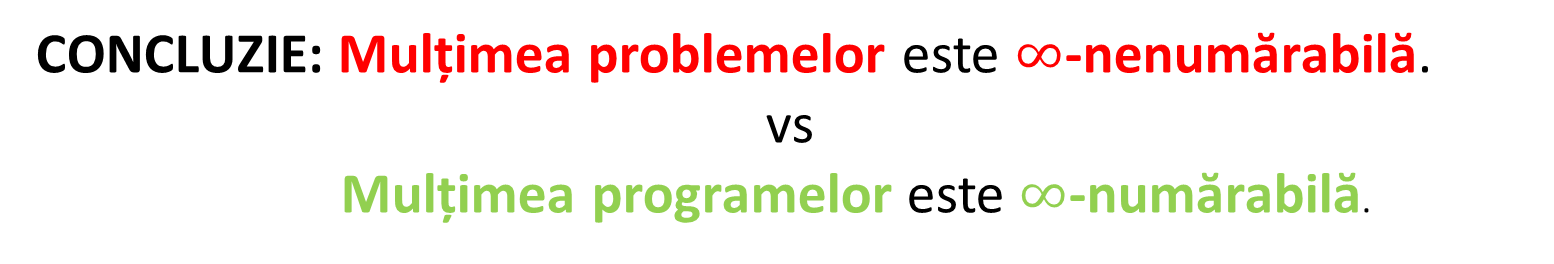 CONCLUZIE: Mulțimea problemelor este ∞-nenumărabilă.
vs
Mulțimea programelor este ∞-numărabilă.